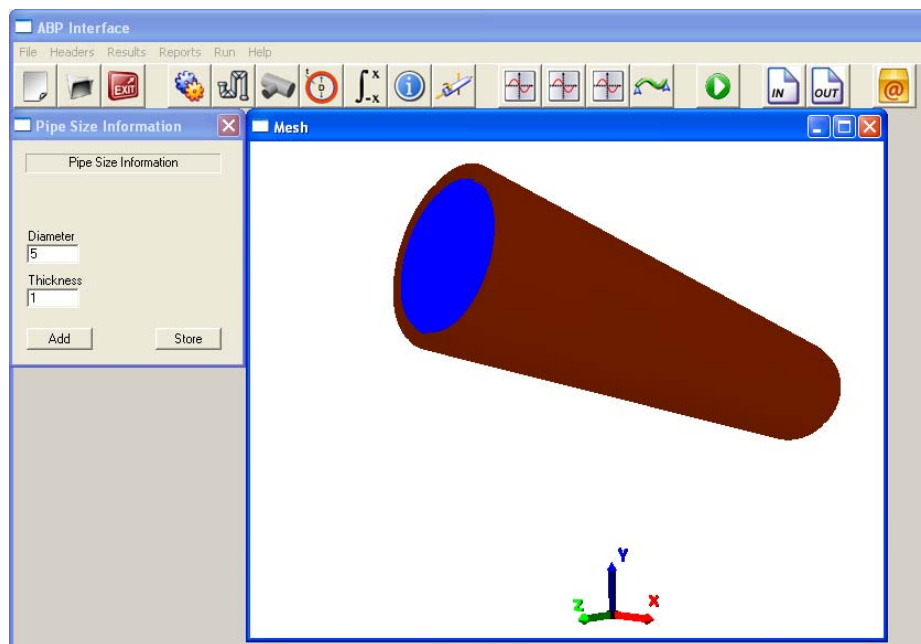 ABP Interface
File Headers Results Reports Run Help
EXIT
t
D
x
-x
i
IN
OUT
@
Pipe Size Information
Mesh
Pipe Size Information
Diameter
5
Thickness
1
Add Store
Y
Z X